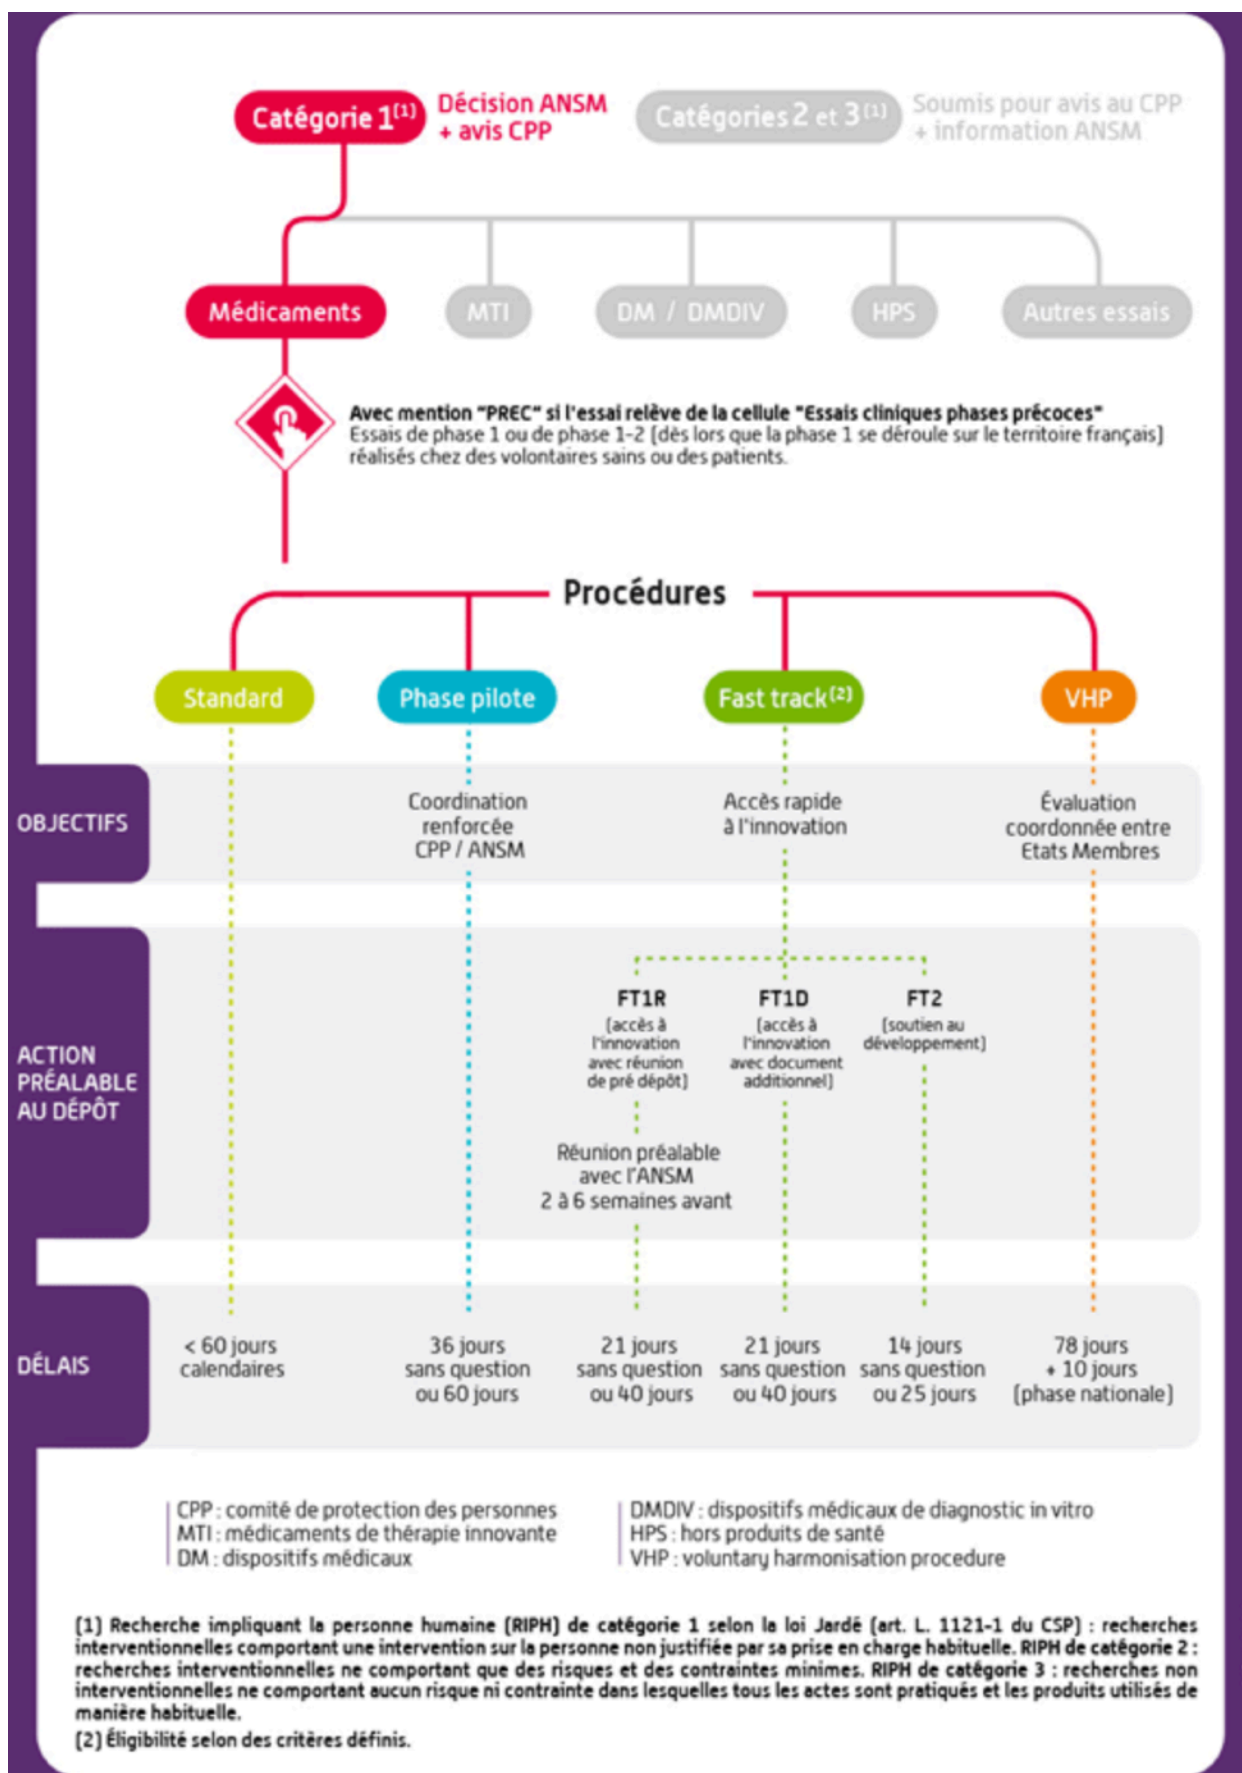 Catégorie 1(1)
Décision ANSM
+ avis CPP
Catégories 2 et 3(1)
Soumis pour avis au CPP
+ information ANSM
Médicaments
MTI
DM / DMDIV
HPS
Autres essais
Avec mention "PREC" si l'essai relève de la cellule "Essais cliniques phases précoces"
Essais de phase 1 ou de phase 1-2 (dès lors que la phase 1 se déroule sur le territoire français)
réalisés chez des volontaires sains ou des patients.
Procédures
Standard
Phase pilote
Fast track(2)
VHP
OBJECTIFS
Coordination
renforcée
CPP / ANSM
Accès rapide
à l'innovation
Évaluation
coordonnée entre
Etats Membres
ACTION
PRÉALABLE
AU DÉPÔT
FT1R
(accès à
l'innovation
avec réunion
de pré dépôt)
FT1D
(accès à
l'innovation
avec document
additionnel)
FT2
(soutien au
développement)
Réunion préalable
avec l'ANSM
2 à 6 semaines avant
DÉLAIS
< 60 jours
calendaires
36 jours
sans question
ou 60 jours
21 jours
sans question
ou 40 jours
21 jours
sans question
ou 40 jours
14 jours
sans question
ou 25 jours
78 jours
+ 10 jours
(phase nationale)
CPP : comité de protection des personnes
MTI : médicaments de thérapie innovante
DM : dispositifs médicaux
DMDIV : dispositifs médicaux de diagnostic in vitro
HPS : hors produits de santé
VHP : voluntary harmonisation procedure
(1) Recherche impliquant la personne humaine (RIPH) de catégorie 1 selon la loi Jardé (art. L. 1121-1 du CSP) : recherches
interventionnelles comportant une intervention sur la personne non justifiée par sa prise en charge habituelle. RIPH de catégorie 2 :
recherches interventionnelles ne comportant que des risques et des contraintes minimes. RIPH de catégorie 3 : recherches non
interventionnelles ne comportant aucun risque ni contrainte dans lesquelles tous les actes sont pratiqués et les produits utilisés de
manière habituelle.
(2) Éligibilité selon des critères définis.